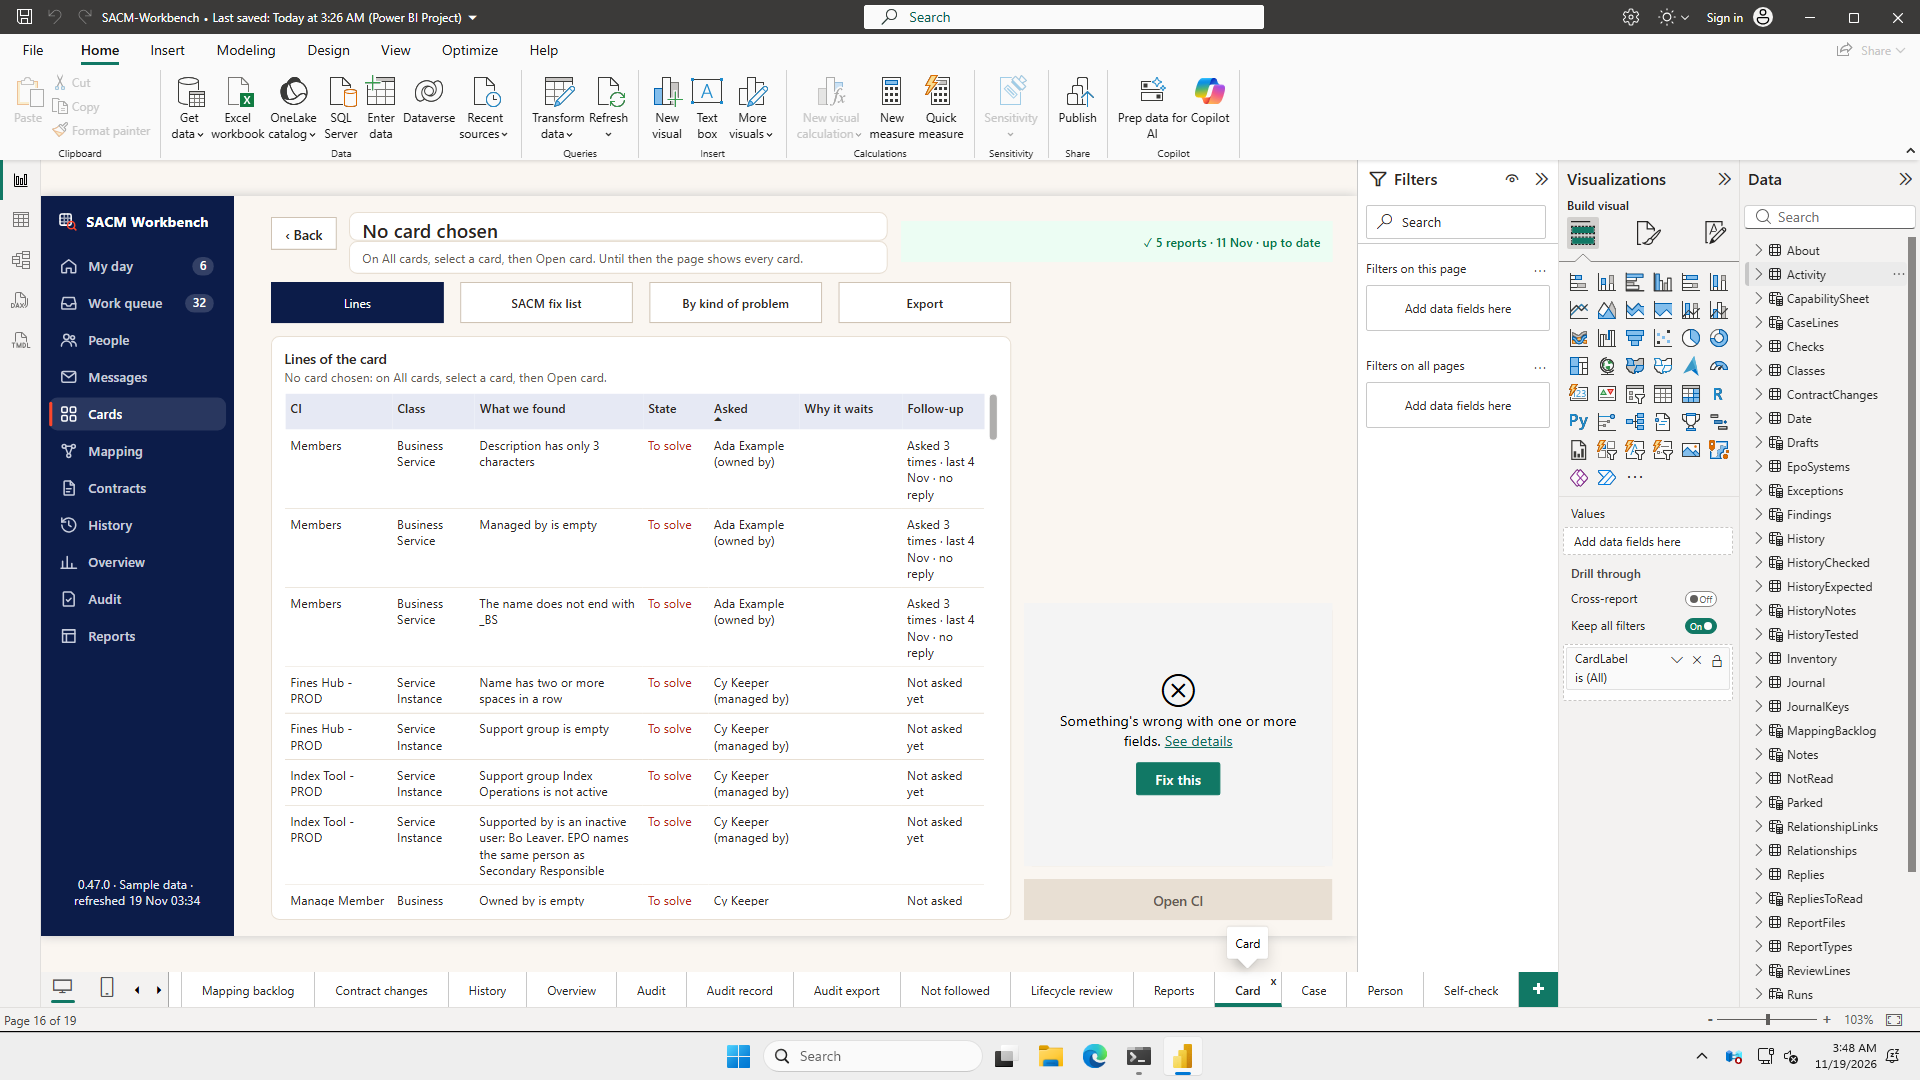 SACM-Workbench • Last saved: Today at 3:26 AM (Power BI Project)
Search
Sign in
File
Home
Insert
Modeling
Design
View
Optimize
Help
Share
Paste
Cut
Copy
Format painter
Clipboard
Get data
Excel workbook
OneLake catalog
SQL Server
Enter data
Dataverse
Recent sources
Data
Transform data
Refresh
Queries
New visual
Text box
More visuals
Insert
New visual calculation
New measure
Quick measure
Calculations
Sensitivity
Sensitivity
Publish
Share
Prep data for AI
Copilot
Copilot
SACM Workbench
My day 6
Work queue 32
People
Messages
Cards
Mapping
Contracts
History
Overview
Audit
Reports
0.47.0 · Sample data ·
refreshed 19 Nov 03:34
‹ Back
No card chosen
On All cards, select a card, then Open card. Until then the page shows every card.
✓ 5 reports · 11 Nov · up to date
Lines
SACM fix list
By kind of problem
Export
Lines of the card
No card chosen: on All cards, select a card, then Open card.
CI Class What we found State Asked Why it waits Follow-up
Members Business Service Description has only 3 characters To solve Ada Example (owned by) Asked 3 times · last 4 Nov · no reply
Members Business Service Managed by is empty To solve Ada Example (owned by) Asked 3 times · last 4 Nov · no reply
Members Business Service The name does not end with _BS To solve Ada Example (owned by) Asked 3 times · last 4 Nov · no reply
Fines Hub - PROD Service Instance Name has two or more spaces in a row To solve Cy Keeper (managed by) Not asked yet
Fines Hub - PROD Service Instance Support group is empty To solve Cy Keeper (managed by) Not asked yet
Index Tool - PROD Service Instance Support group Index Operations is not active To solve Cy Keeper (managed by) Not asked yet
Index Tool - PROD Service Instance Supported by is an inactive user: Bo Leaver. EPO names the same person as Secondary Responsible To solve Cy Keeper (managed by) Not asked yet
Manage Member Business Owned by is empty To solve Cy Keeper Not asked
Something's wrong with one or more
fields. See details
Fix this
Open CI
Card
Filters
Search
Filters on this page
Add data fields here
Filters on all pages
Add data fields here
Visualizations
Build visual
R
Py
123
Values
Add data fields here
Drill through
Cross-report Off
Keep all filters On
CardLabel
is (All)
Data
Search
About
Activity
CapabilitySheet
CaseLines
Checks
Classes
ContractChanges
Date
Drafts
EpoSystems
Exceptions
Findings
History
HistoryChecked
HistoryExpected
HistoryNotes
HistoryTested
Inventory
Journal
JournalKeys
MappingBacklog
Notes
NotRead
Parked
RelationshipLinks
Relationships
Replies
RepliesToRead
ReportFiles
ReportTypes
ReviewLines
Runs
DAX
TMDL
Mapping backlog
Contract changes
History
Overview
Audit
Audit record
Audit export
Not followed
Lifecycle review
Reports
Card x
Case
Person
Self-check
+
Page 16 of 19
- + 103%
Search
3:48 AM
11/19/2026